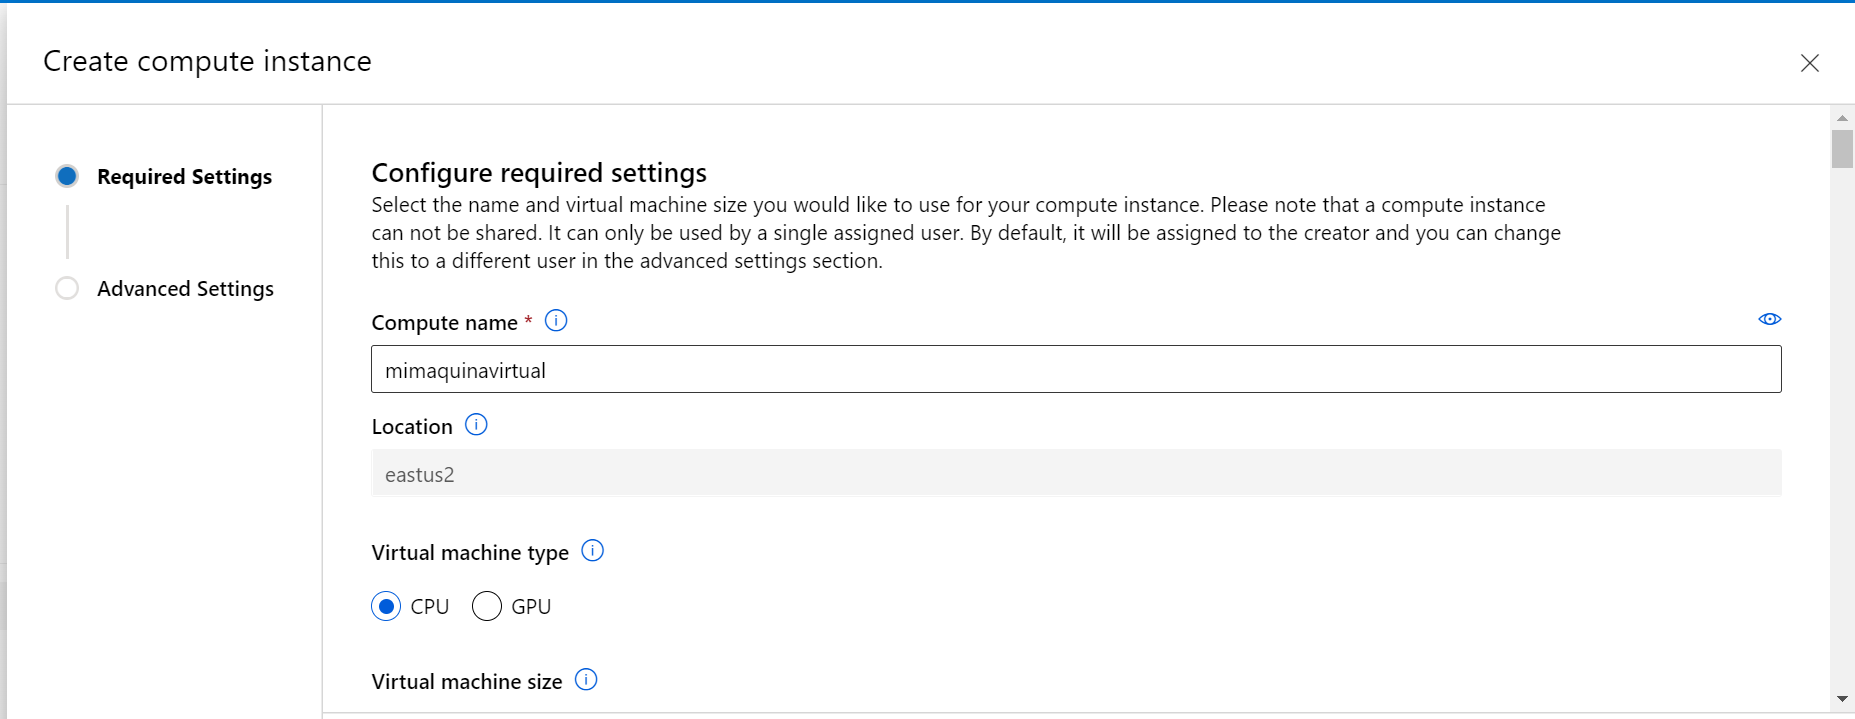 Create compute instance
Required Settings
Advanced Settings
Configure required settings
Select the name and virtual machine size you would like to use for your compute instance. Please note that a compute instance
can not be shared. It can only be used by a single assigned user. By default, it will be assigned to the creator and you can change
this to a different user in the advanced settings section.
Compute name *
mimaquinavirtual
Location
eastus2
Virtual machine type
CPU GPU
Virtual machine size